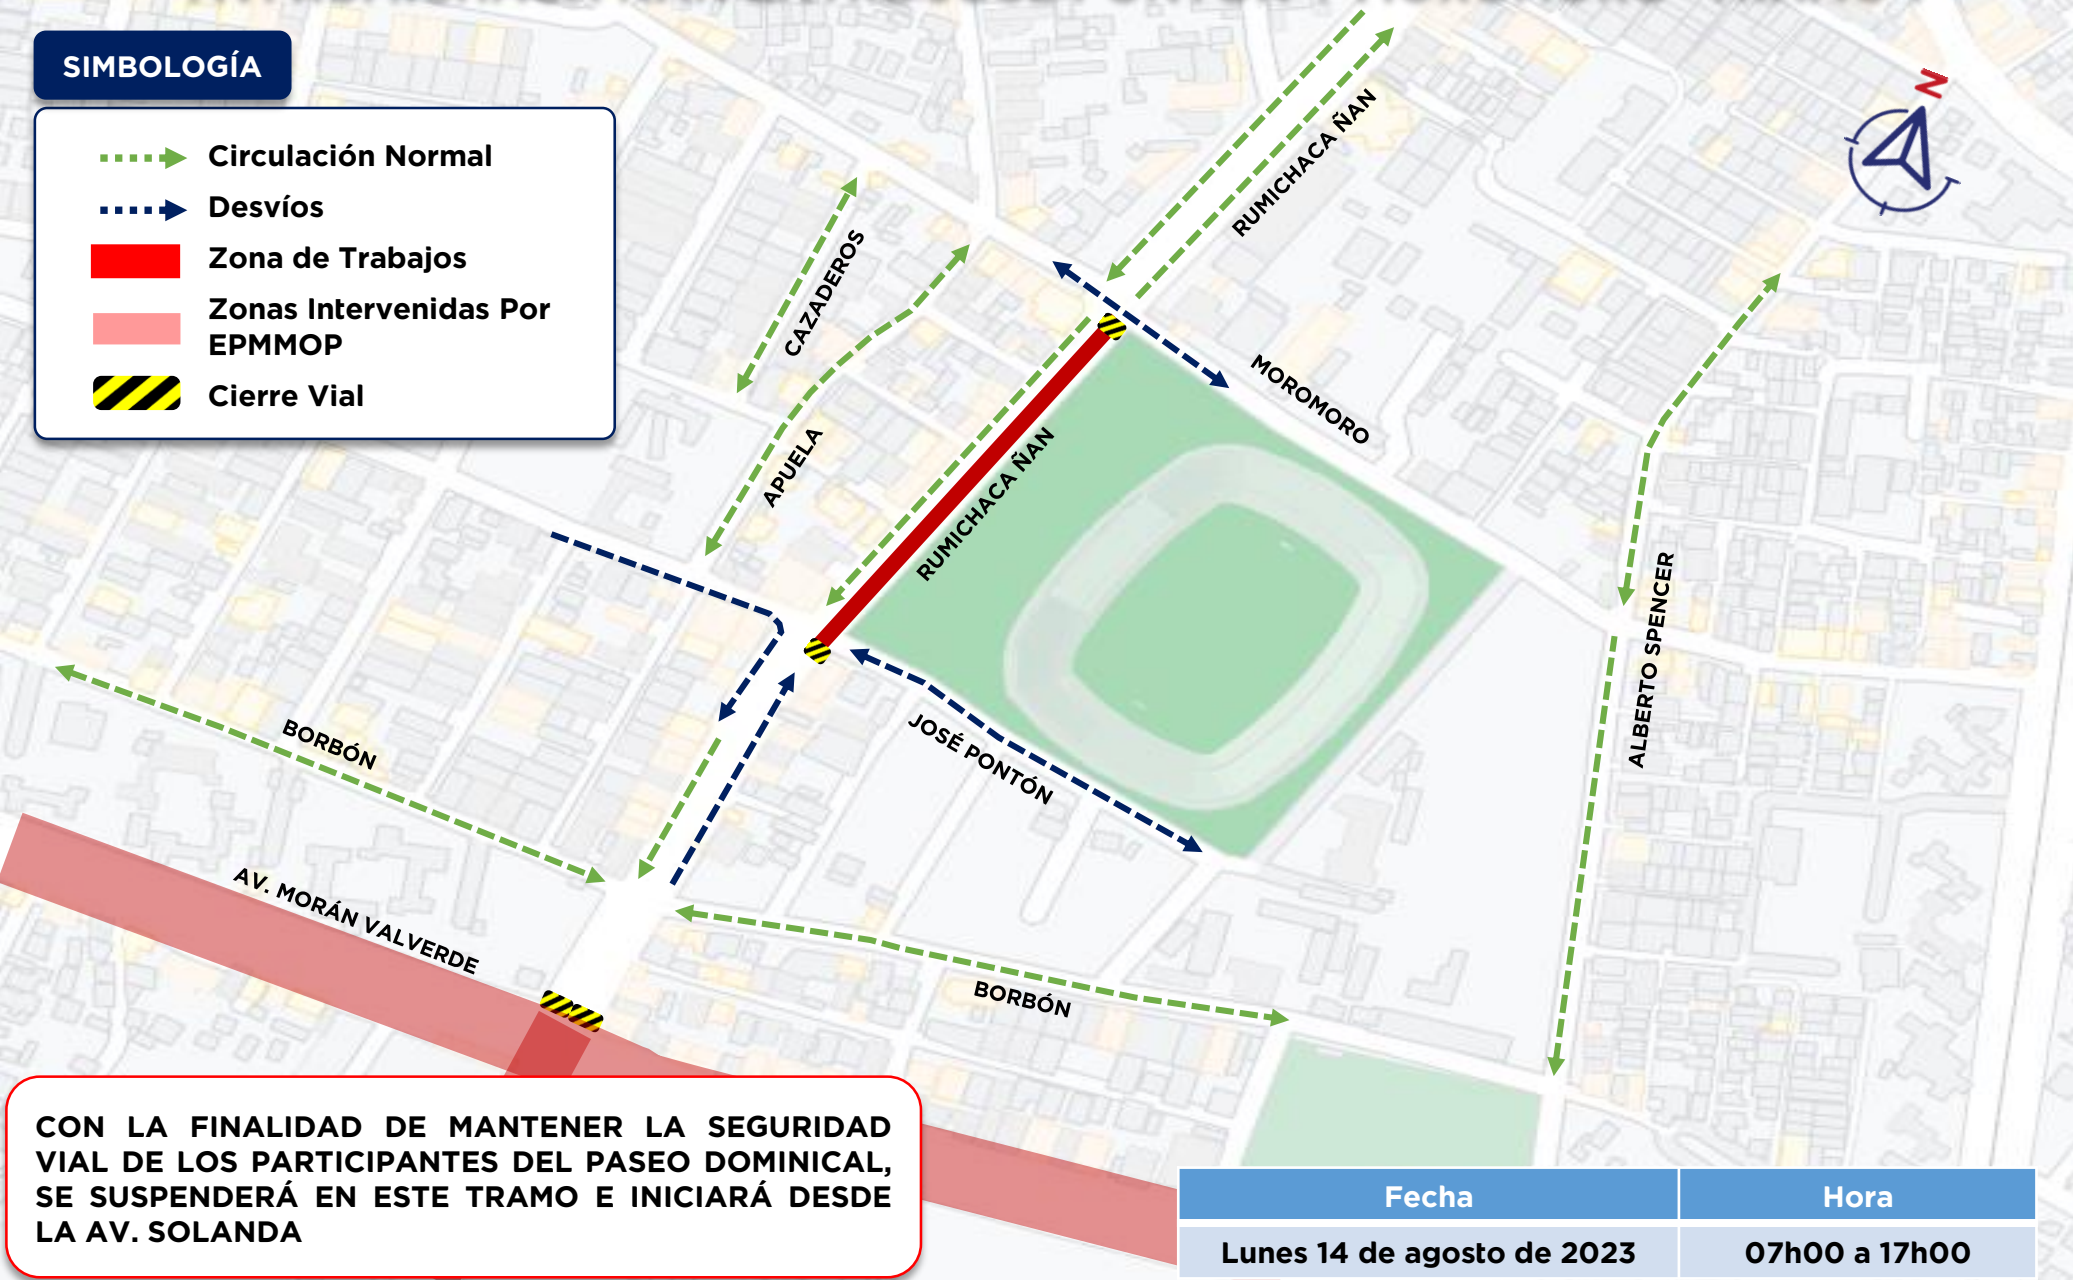 SIMBOLOGÍA
Circulación Normal
Desvíos
Zona de Trabajos
Zonas Intervenidas Por
EPMMOP
Cierre Vial
N
RUMICHACA ÑAN
CAZADEROS
MOROMORO
APUELA
RUMICHACA ÑAN
ALBERTO SPENCER
JOSÉ PONTÓN
BORBÓN
AV. MORÁN VALVERDE
BORBÓN
CON LA FINALIDAD DE MANTENER LA SEGURIDAD
VIAL DE LOS PARTICIPANTES DEL PASEO DOMINICAL,
SE SUSPENDERÁ EN ESTE TRAMO E INICIARÁ DESDE
LA AV. SOLANDA
Fecha Hora
Lunes 14 de agosto de 2023 07h00 a 17h00